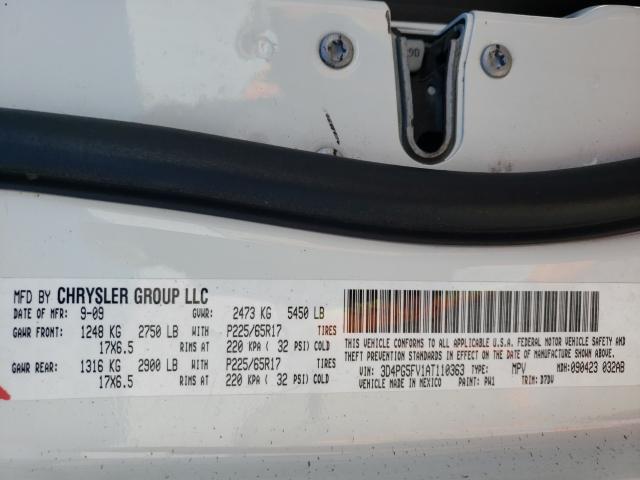 MFD BY CHRYSLER GROUP LLC
DATE OF MFR: 9-09 GVWR: 2473 KG 5450 LB
GAWR FRONT: 1248 KG 2750 LB WITH P225/65R17 TIRES
17X6.5 RIMS AT 220 KPA ( 32 PSI) COLD
GAWR REAR: 1316 KG 2900 LB WITH P225/65R17 TIRES
17X6.5 RIMS AT 220 KPA ( 32 PSI) COLD
THIS VEHICLE CONFORMS TO ALL APPLICABLE U.S.A. FEDERAL MOTOR VEHICLE SAFETY AND
THEFT PREVENTION STANDARDS IN EFFECT ON THE DATE OF MANUFACTURE SHOWN ABOVE.
VIN: 3D4PG5FV1AT110363 TYPE: MPV MDH: 090423 032AB
VEHICLE MADE IN MEXICO PAINT: PW1 TRIM: D7DV